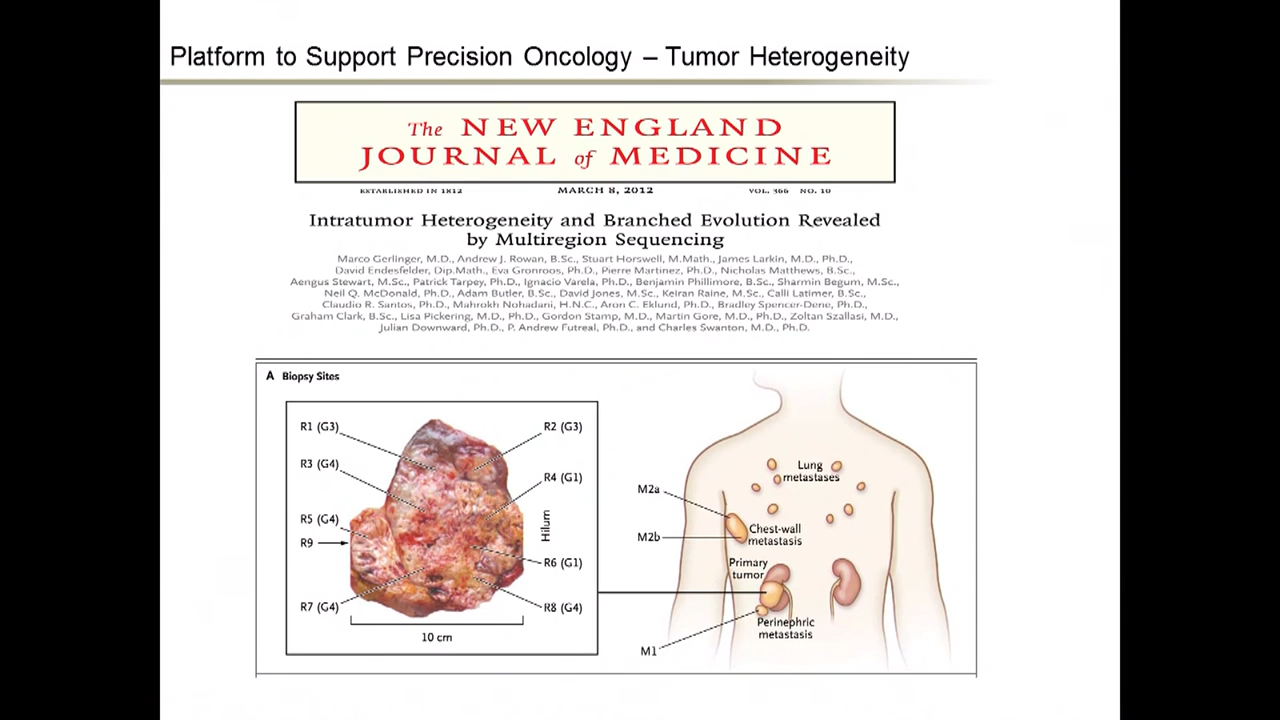 Platform to Support Precision Oncology – Tumor Heterogeneity
The NEW ENGLAND
JOURNAL of MEDICINE
ESTABLISHED IN 1812 MARCH 8, 2012 VOL. 366 NO. 10
Intratumor Heterogeneity and Branched Evolution Revealed
by Multiregion Sequencing
Marco Gerlinger, M.D., Andrew J. Rowan, B.Sc., Stuart Horswell, M.Math., James Larkin, M.D., Ph.D.,
David Endesfelder, Dip.Math., Eva Gronroos, Ph.D., Pierre Martinez, Ph.D., Nicholas Matthews, B.Sc.,
Aengus Stewart, M.Sc., Patrick Tarpey, Ph.D., Ignacio Varela, Ph.D., Benjamin Phillimore, B.Sc., Sharmin Begum, M.Sc.,
Neil Q. McDonald, Ph.D., Adam Butler, B.Sc., David Jones, M.Sc., Keiran Raine, M.Sc., Calli Latimer, B.Sc.,
Claudio R. Santos, Ph.D., Mahrokh Nohadani, H.N.C., Aron C. Eklund, Ph.D., Bradley Spencer-Dene, Ph.D.,
Graham Clark, B.Sc., Lisa Pickering, M.D., Ph.D., Gordon Stamp, M.D., Martin Gore, M.D., Ph.D., Zoltan Szallasi, M.D.,
Julian Downward, Ph.D., P. Andrew Futreal, Ph.D., and Charles Swanton, M.D., Ph.D.
A Biopsy Sites
R1 (G3)
R3 (G4)
R5 (G4)
R9
R7 (G4)
R2 (G3)
R4 (G1)
Hilum
R6 (G1)
R8 (G4)
10 cm
M2a
M2b
M1
Lung
metastases
Chest-wall
metastasis
Primary
tumor
Perinephric
metastasis